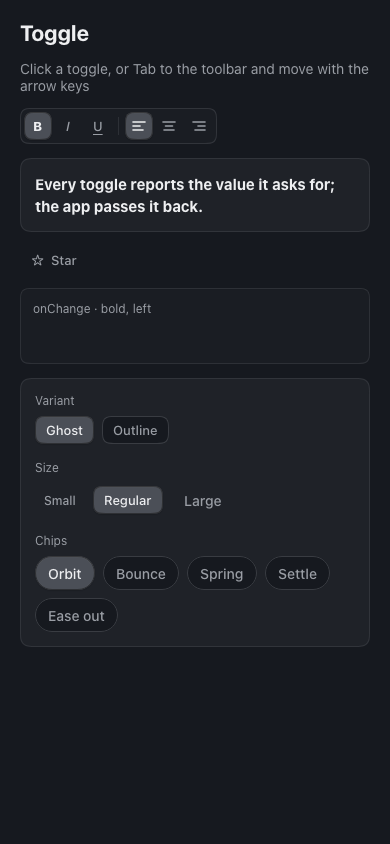 Toggle
Click a toggle, or Tab to the toolbar and move with the
arrow keys
B I U
Every toggle reports the value it asks for;
the app passes it back.
Star
onChange · bold, left
Variant
Ghost Outline
Size
Small Regular Large
Chips
Orbit Bounce Spring Settle
Ease out